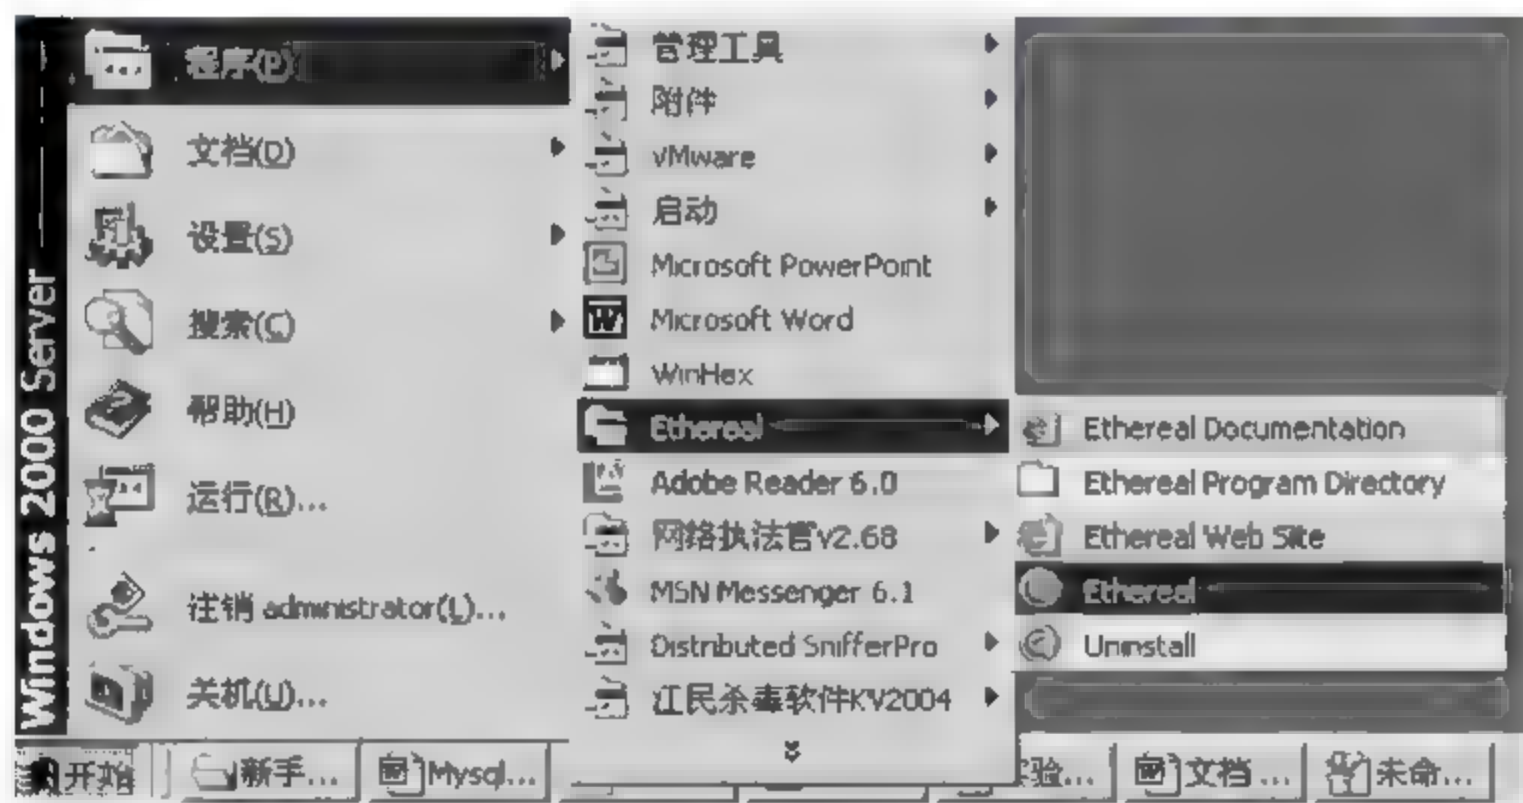 Windows 2000 Server
程序(P)
文档(D)
设置(S)
搜索(C)
帮助(H)
运行(R)...
注销 administrator(L)...
关机(U)...
管理工具
附件
VMware
启动
Microsoft PowerPoint
Microsoft Word
WinHex
Ethereal
Adobe Reader 6.0
网络执法官v2.68
MSN Messenger 6.1
Distributed SnifferPro
江民杀毒软件KV2004
Ethereal Documentation
Ethereal Program Directory
Ethereal Web Site
Ethereal
Uninstall
开始
新手...
Mysql...
验...
文档 ...
未命...